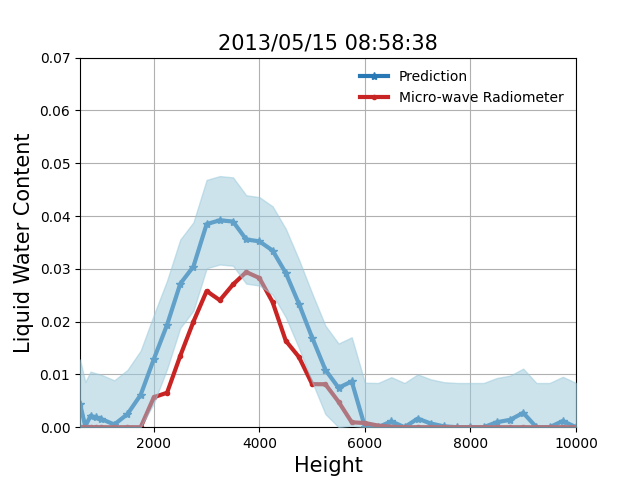 2013/05/15 08:58:38
Prediction
Micro-wave Radiometer
Liquid Water Content
0.07
0.06
0.05
0.04
0.03
0.02
0.01
0.00
2000 4000 6000 8000 10000
Height